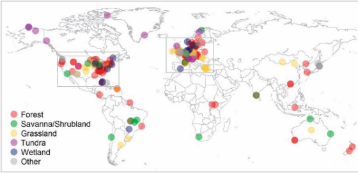 Forest
Savanna/Shrubland
Grassland
Tundra
Wetland
Other